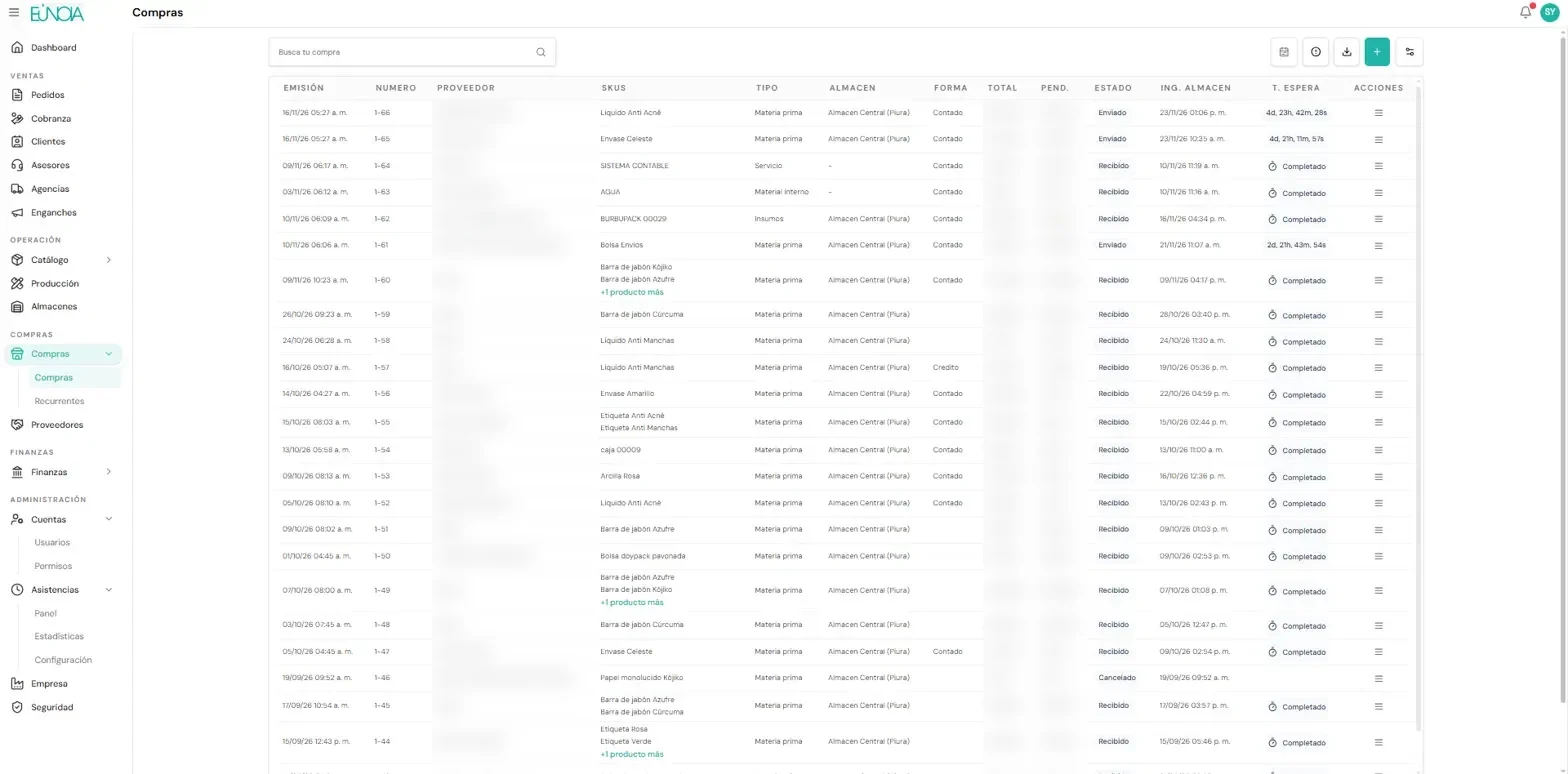 EUNOIA
Compras
SY
Dashboard
VENTAS
Pedidos
Cobranza
Clientes
Asesores
Agencias
Enganches
OPERACIÓN
Catálogo
Producción
Almacenes
COMPRAS
Compras
Compras
Recurrentes
Proveedores
FINANZAS
Finanzas
ADMINISTRACIÓN
Cuentas
Usuarios
Permisos
Asistencias
Panel
Estadísticas
Configuración
Empresa
Seguridad
Busca tu compra
EMISIÓN NUMERO PROVEEDOR SKUS TIPO ALMACEN FORMA TOTAL PEND. ESTADO ING. ALMACEN T. ESPERA ACCIONES
16/11/26 05:27 a. m. 1-66 Liquido Anti Acné Materia prima Almacen Central (Piura) Contado Enviado 23/11/26 01:06 p. m. 4d, 23h, 42m, 28s
16/11/26 05:27 a. m. 1-65 Envase Celeste Materia prima Almacen Central (Piura) Contado Enviado 23/11/26 10:35 a. m. 4d, 21h, 11m, 57s
09/11/26 06:17 a. m. 1-64 SISTEMA CONTABLE Servicio - Contado Recibido 10/11/26 11:19 a. m. Completado
03/11/26 06:12 a. m. 1-63 AGUA Material interno - Contado Recibido 10/11/26 11:16 a. m. Completado
10/11/26 06:09 a. m. 1-62 BURBUPACK 00029 Insumos Almacen Central (Piura) Contado Recibido 16/11/26 04:34 p. m. Completado
10/11/26 06:06 a. m. 1-61 Bolsa Envios Materia prima Almacen Central (Piura) Contado Enviado 21/11/26 11:07 a. m. 2d, 21h, 43m, 54s
Barra de jabón Kójiko
Barra de jabón Azufre
+1 producto más
09/11/26 10:23 a. m. 1-60 Materia prima Almacen Central (Piura) Contado Recibido 09/11/26 04:17 p. m. Completado
26/10/26 09:23 a. m. 1-59 Barra de jabón Cúrcuma Materia prima Almacen Central (Piura) Contado Recibido 28/10/26 03:40 p. m. Completado
24/10/26 06:28 a. m. 1-58 Liquido Anti Manchas Materia prima Almacen Central (Piura) Contado Recibido 24/10/26 11:30 a. m. Completado
16/10/26 05:07 a. m. 1-57 Liquido Anti Manchas Materia prima Almacen Central (Piura) Credito Recibido 19/10/26 05:36 p. m. Completado
14/10/26 04:27 a. m. 1-56 Envase Amarillo Materia prima Almacen Central (Piura) Contado Recibido 22/10/26 04:59 p. m. Completado
Etiqueta Anti Acné
Etiqueta Anti Manchas
15/10/26 08:03 a. m. 1-55 Materia prima Almacen Central (Piura) Contado Recibido 15/10/26 02:44 p. m. Completado
13/10/26 05:58 a. m. 1-54 caja 00009 Materia prima Almacen Central (Piura) Contado Recibido 13/10/26 11:00 a. m. Completado
09/10/26 08:13 a. m. 1-53 Arcilla Rosa Materia prima Almacen Central (Piura) Contado Recibido 16/10/26 12:36 p. m. Completado
05/10/26 08:10 a. m. 1-52 Liquido Anti Acné Materia prima Almacen Central (Piura) Contado Recibido 13/10/26 02:43 p. m. Completado
09/10/26 08:02 a. m. 1-51 Barra de jabón Azufre Materia prima Almacen Central (Piura) Recibido 09/10/26 01:03 p. m. Completado
01/10/26 04:45 a. m. 1-50 Bolsa doypack pavonada Materia prima Almacen Central (Piura) Recibido 09/10/26 02:53 p. m. Completado
Barra de jabón Azufre
Barra de jabón Kójiko
+1 producto más
07/10/26 08:00 a. m. 1-49 Materia prima Almacen Central (Piura) Recibido 07/10/26 01:08 p. m. Completado
03/10/26 07:45 a. m. 1-48 Barra de jabón Cúrcuma Materia prima Almacen Central (Piura) Recibido 05/10/26 12:47 p. m. Completado
05/10/26 04:45 a. m. 1-47 Envase Celeste Materia prima Almacen Central (Piura) Contado Recibido 09/10/26 02:54 p. m. Completado
19/09/26 09:52 a. m. 1-46 Papel monolucido Kójiko Materia prima Almacen Central (Piura) Cancelado 19/09/26 09:52 a. m.
Barra de jabón Azufre
Barra de jabón Cúrcuma
17/09/26 10:54 a. m. 1-45 Materia prima Almacen Central (Piura) Recibido 17/09/26 03:57 p. m. Completado
Etiqueta Rosa
Etiqueta Verde
+1 producto más
15/09/26 12:43 p. m. 1-44 Materia prima Almacen Central (Piura) Recibido 15/09/26 05:46 p. m. Completado